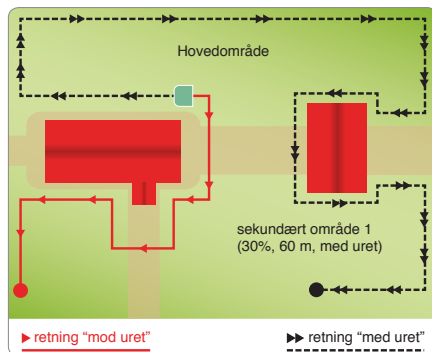 Hovedområde
sekundært område 1
(30%, 60 m, med uret)
retning “mod uret”
retning “med uret”